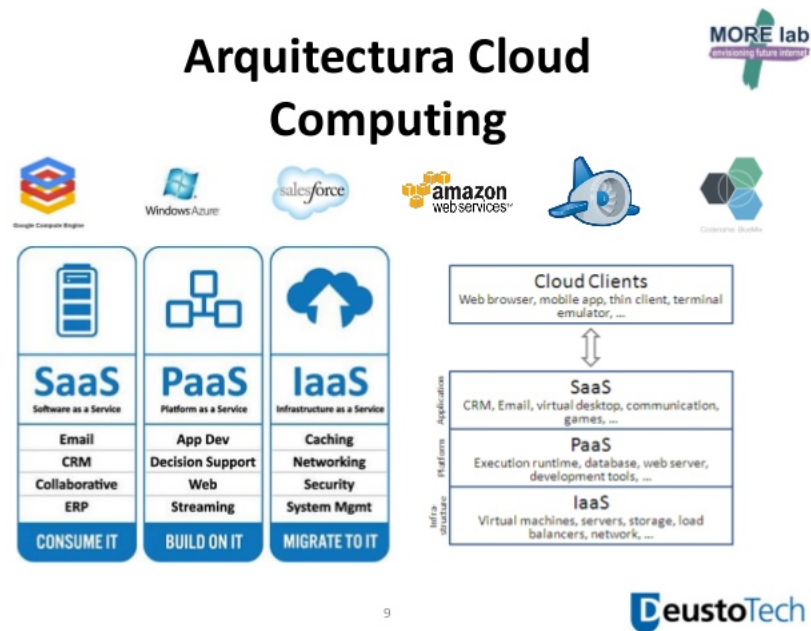 MORE lab
envisioning future internet
Arquitectura Cloud
Computing
Google Compute Engine
Windows Azure
salesforce
amazon
web services™
Codename: BlueMix
SaaS
Software as a Service
Email
CRM
Collaborative
ERP
CONSUME IT
PaaS
Platform as a Service
App Dev
Decision Support
Web
Streaming
BUILD ON IT
IaaS
Infrastructure as a Service
Caching
Networking
Security
System Mgmt
MIGRATE TO IT
Cloud Clients
Web browser, mobile app, thin client, terminal
emulator, ...
Application
SaaS
CRM, Email, virtual desktop, communication,
games, ...
Platform
PaaS
Execution runtime, database, web server,
development tools, ...
Infra-
structure
IaaS
Virtual machines, servers, storage, load
balancers, network, ...
9
DeustoTech